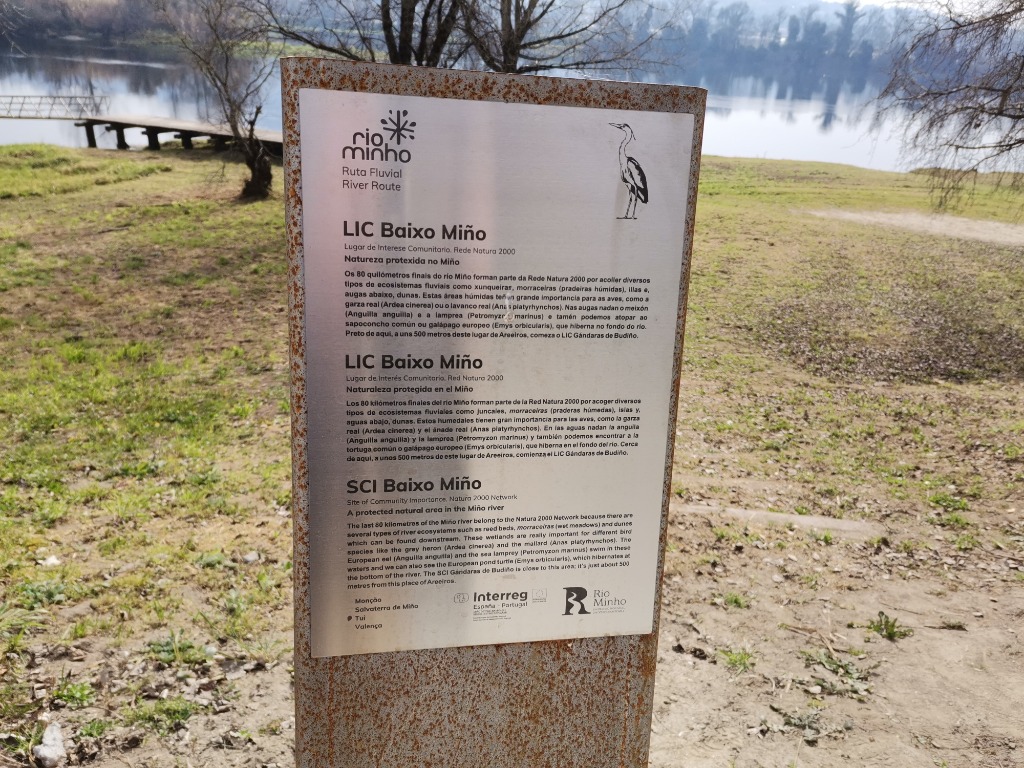 rio
minho
Ruta Fluvial
River Route
LIC Baixo Miño
Lugar de Interese Comunitario. Rede Natura 2000
Natureza protexida no Miño
Os 80 quilómetros finais do río Miño forman parte da Rede Natura 2000 por acoller diversos
tipos de ecosistemas fluviais como xunqueiras, morraceiras (pradeiras húmidas), illas e,
augas abaixo, dunas. Estas áreas húmidas teñen grande importancia para as aves, como a
garza real (Ardea cinerea) ou o lavanco real (Anas platyrhynchos). Nas augas nadan o meixón
(Anguilla anguilla) e a lamprea (Petromyzon marinus) e tamén podemos atopar ao
sapoconcho común ou galápago europeo (Emys orbicularis), que hiberna no fondo do río.
Preto de aquí, a uns 500 metros deste lugar de Areeiros, comeza o LIC Gándaras de Budiño.
LIC Baixo Miño
Lugar de Interés Comunitario. Red Natura 2000
Naturaleza protegida en el Miño
Los 80 kilómetros finales del río Miño forman parte de la Red Natura 2000 por acoger diversos
tipos de ecosistemas fluviales como juncales, morraceiras (praderas húmedas), islas y,
aguas abajo, dunas. Estos humedales tienen gran importancia para las aves, como la garza
real (Ardea cinerea) y el ánade real (Anas platyrhynchos). En las aguas nadan la anguila
(Anguilla anguilla) y la lamprea (Petromyzon marinus) y también podemos encontrar a la
tortuga común o galápago europeo (Emys orbicularis), que hiberna en el fondo del río. Cerca
de aquí, a unos 500 metros de este lugar de Areeiros, comienza el LIC Gándaras de Budiño.
SCI Baixo Miño
Site of Community Importance. Natura 2000 Network
A protected natural area in the Miño river
The last 80 kilometres of the Miño river belong to the Natura 2000 Network because there are
several types of river ecosystems such as reed beds, morraceiras (wet meadows) and dunes
which can be found downstream. These wetlands are really important for different bird
species like the grey heron (Ardea cinerea) and the mallard (Anas platyrhynchos). The
European eel (Anguilla anguilla) and the sea lamprey (Petromyzon marinus) swim in these
waters and we can also see the European pond turtle (Emys orbicularis), which hibernates at
the bottom of the river. The SCI Gándaras de Budiño is close to this area; it's just about 500
metres from this place of Areeiros.
Monção
Salvaterra de Miño
Tui
Valença
Interreg
España - Portugal
R
Rio
Minho